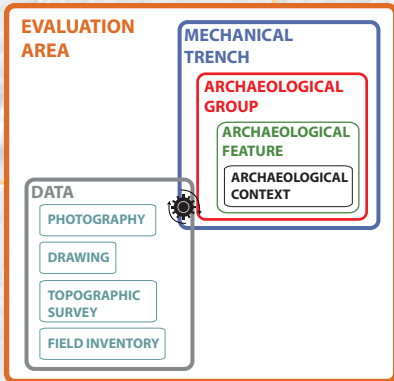 EVALUATION
AREA
MECHANICAL
TRENCH
ARCHAEOLOGICAL
GROUP
ARCHAEOLOGICAL
FEATURE
ARCHAEOLOGICAL
CONTEXT
DATA
PHOTOGRAPHY
DRAWING
TOPOGRAPHIC
SURVEY
FIELD INVENTORY